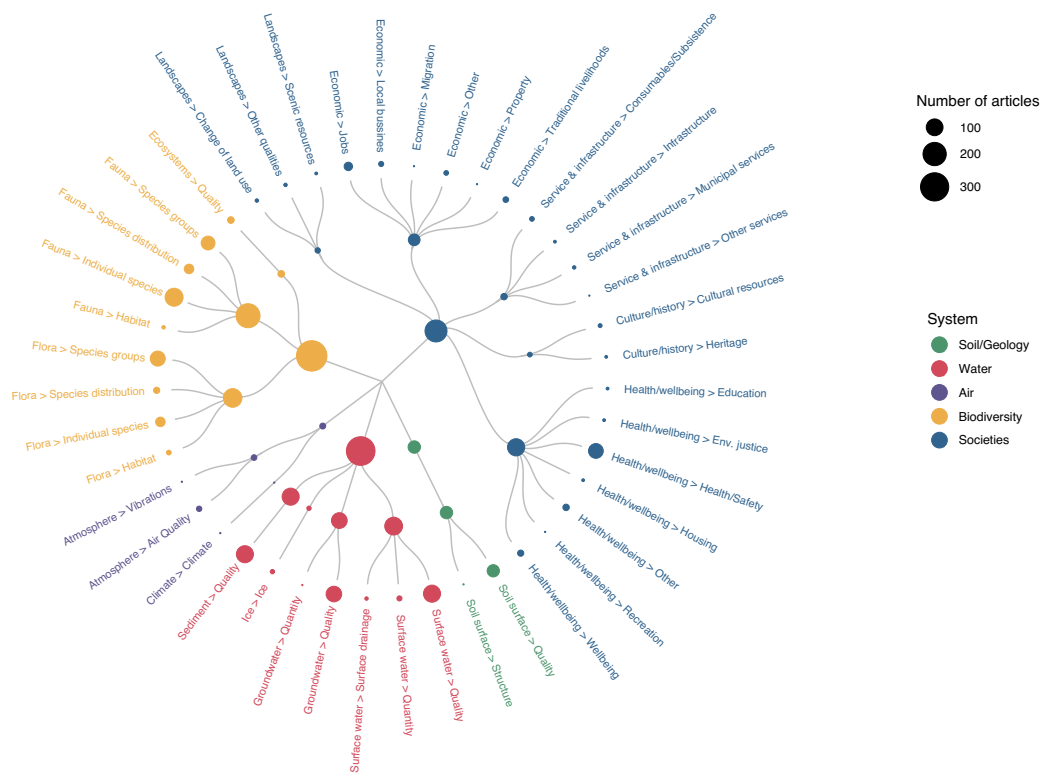 Landscapes > Change of land use
Landscapes > Other qualities
Landscapes > Scenic resources
Economic > Jobs
Economic > Local bussines
Economic > Migration
Economic > Other
Economic > Property
Economic > Traditional livelihoods
Service & infrastructure > Consumables/Subsistence
Service & infrastructure > Infrastructure
Service & infrastructure > Municipal services
Service & infrastructure > Other services
Culture/history > Cultural resources
Culture/history > Heritage
Health/wellbeing > Education
Health/wellbeing > Env. justice
Health/wellbeing > Health/Safety
Health/wellbeing > Housing
Health/wellbeing > Other
Health/wellbeing > Recreation
Health/wellbeing > Wellbeing
Soil surface > Quality
Soil surface > Structure
Surface water > Quality
Surface water > Quantity
Surface water > Surface drainage
Groundwater > Quality
Groundwater > Quantity
Ice > Ice
Sediment > Quality
Climate > Climate
Atmosphere > Air Quality
Atmosphere > Vibrations
Flora > Habitat
Flora > Individual species
Flora > Species distribution
Flora > Species groups
Fauna > Habitat
Fauna > Individual species
Fauna > Species distribution
Fauna > Species groups
Ecosystems > Quality
Number of articles
100
200
300
System
Soil/Geology
Water
Air
Biodiversity
Societies